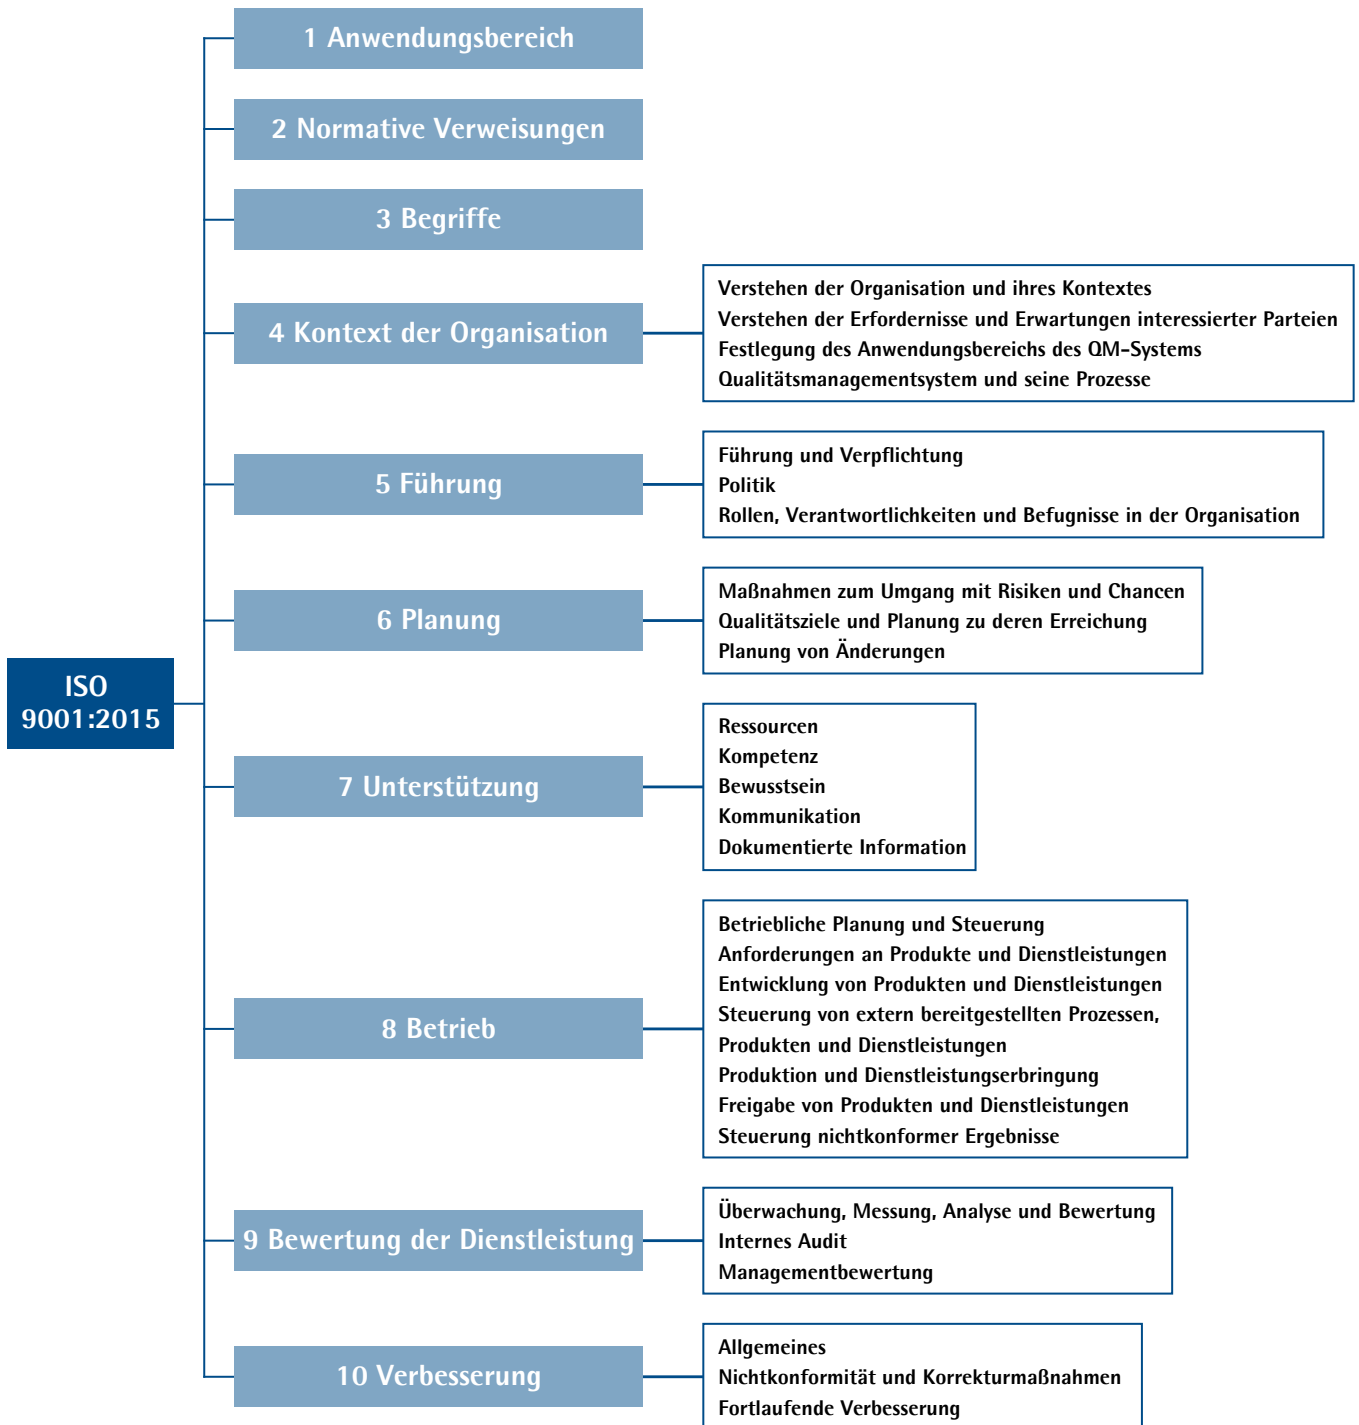 ISO
9001:2015
1 Anwendungsbereich
2 Normative Verweisungen
3 Begriffe
4 Kontext der Organisation
Verstehen der Organisation und ihres Kontextes
Verstehen der Erfordernisse und Erwartungen interessierter Parteien
Festlegung des Anwendungsbereichs des QM-Systems
Qualitätsmanagementsystem und seine Prozesse
5 Führung
Führung und Verpflichtung
Politik
Rollen, Verantwortlichkeiten und Befugnisse in der Organisation
6 Planung
Maßnahmen zum Umgang mit Risiken und Chancen
Qualitätsziele und Planung zu deren Erreichung
Planung von Änderungen
7 Unterstützung
Ressourcen
Kompetenz
Bewusstsein
Kommunikation
Dokumentierte Information
8 Betrieb
Betriebliche Planung und Steuerung
Anforderungen an Produkte und Dienstleistungen
Entwicklung von Produkten und Dienstleistungen
Steuerung von extern bereitgestellten Prozessen,
Produkten und Dienstleistungen
Produktion und Dienstleistungserbringung
Freigabe von Produkten und Dienstleistungen
Steuerung nichtkonformer Ergebnisse
9 Bewertung der Dienstleistung
Überwachung, Messung, Analyse und Bewertung
Internes Audit
Managementbewertung
10 Verbesserung
Allgemeines
Nichtkonformität und Korrekturmaßnahmen
Fortlaufende Verbesserung